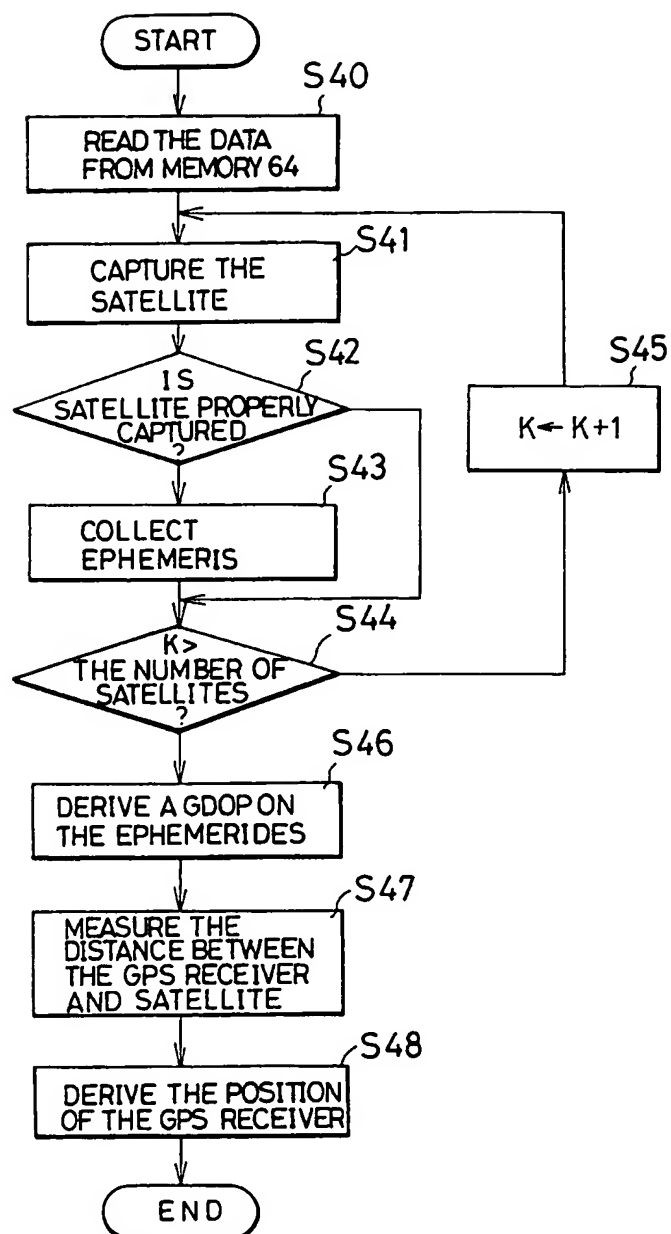 START
S40
READ THE DATA
FROM MEMORY 64
S41
CAPTURE THE
SATELLITE
S42
IS
SATELLITE PROPERLY
CAPTURED
?
S45
K ← K+1
S43
COLLECT
EPHEMERIS
S44
K>
THE NUMBER OF
SATELLITES
?
S46
DERIVE A GDOP ON
THE EPHEMERIDES
S47
MEASURE THE
DISTANCE BETWEEN
THE GPS RECEIVER
AND SATELLITE
S48
DERIVE THE POSITION
OF THE GPS RECEIVER
END